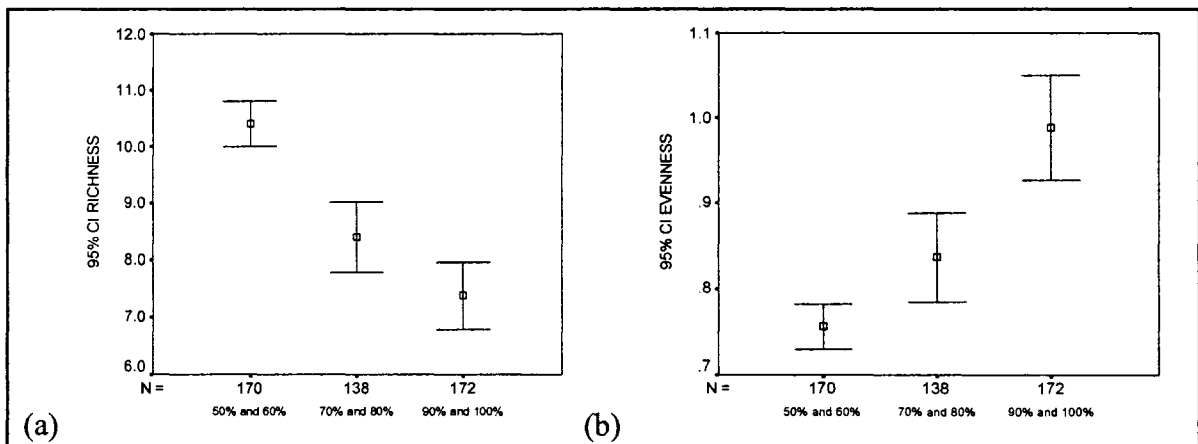 12.0
11.0
10.0
9.0
8.0
7.0
6.0
95% CI RICHNESS
N = 170 138 172
50% and 60% 70% and 80% 90% and 100%
(a)
1.1
1.0
.9
.8
.7
95% CI EVENNESS
N = 170 138 172
50% and 60% 70% and 80% 90% and 100%
(b)